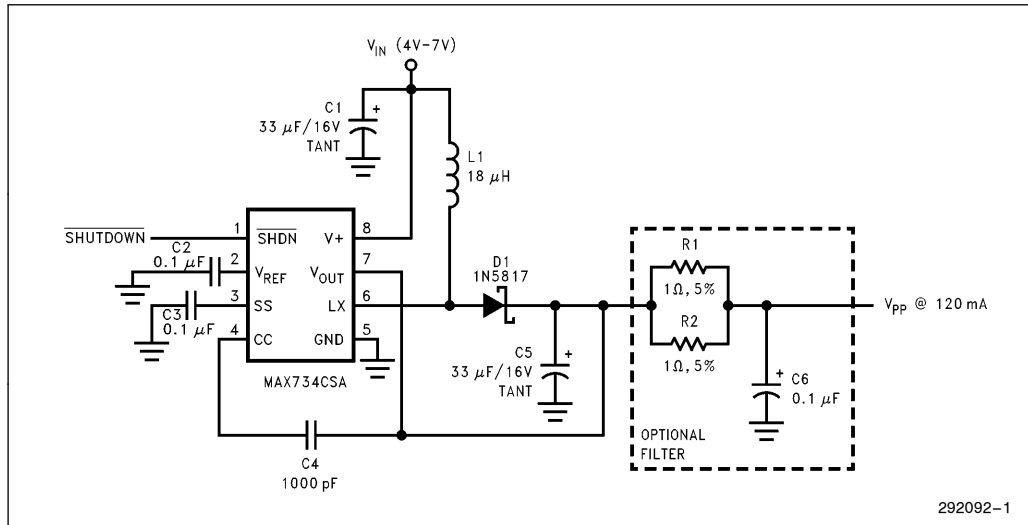 V_IN (4V-7V)
C1
+
33 μF/16V
TANT
L1
18 μH
SHUTDOWN
1
SHDN
V+
8
C2
0.1 μF
2
V_REF
V_OUT
7
D1
1N5817
3
SS
LX
6
C3
0.1 μF
4
CC
GND
5
MAX734CSA
C4
1000 pF
C5
+
33 μF/16V
TANT
R1
1Ω, 5%
R2
1Ω, 5%
V_PP @ 120 mA
+
C6
0.1 μF
OPTIONAL
FILTER
292092-1